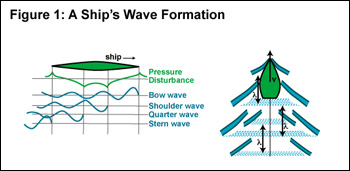 Figure 1: A Ship's Wave Formation
ship
Pressure
Disturbance
Bow wave
Shoulder wave
Quarter wave
Stern wave
v
λ
λ
λ